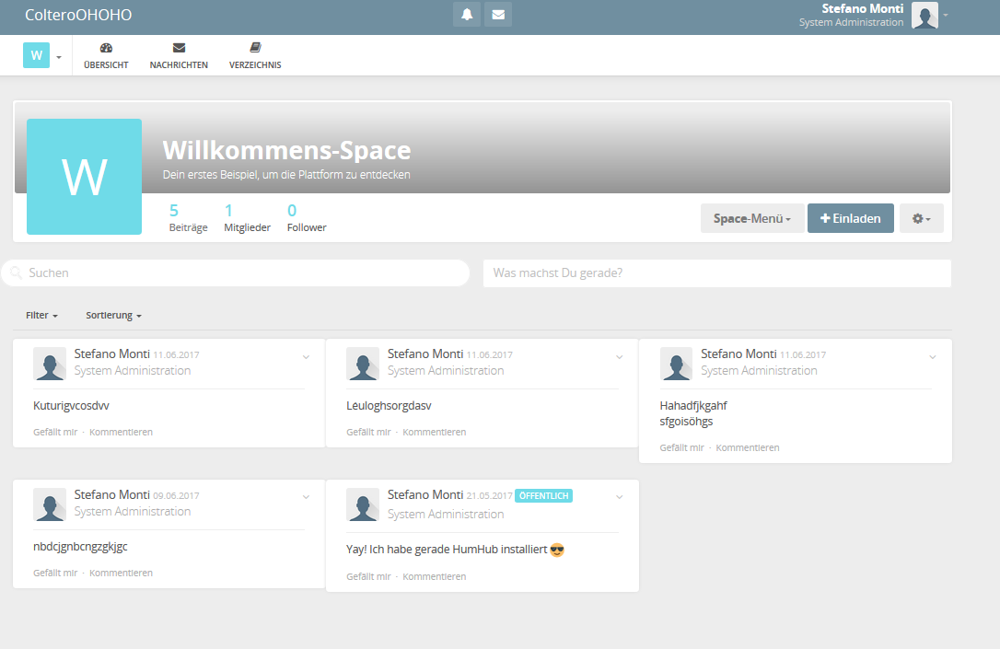 ColteroOHOHO
Stefano Monti
System Administration
W
ÜBERSICHT
NACHRICHTEN
VERZEICHNIS
W
Willkommens-Space
Dein erstes Beispiel, um die Plattform zu entdecken
5
Beiträge
1
Mitglieder
0
Follower
Space-Menü
Einladen
Suchen
Was machst Du gerade?
Filter
Sortierung
Stefano Monti 11.06.2017
System Administration
Kuturigvcosdvv
Gefällt mir · Kommentieren
Stefano Monti 11.06.2017
System Administration
Leuloghsorgdasv
Gefällt mir · Kommentieren
Stefano Monti 11.06.2017
System Administration
Hahadfjkgahf
sfgoisöhgs
Gefällt mir · Kommentieren
Stefano Monti 09.06.2017
System Administration
nbdcjgnbcngzgkjgc
Gefällt mir · Kommentieren
Stefano Monti 21.05.2017 ÖFFENTLICH
System Administration
Yay! Ich habe gerade HumHub installiert 😎
Gefällt mir · Kommentieren